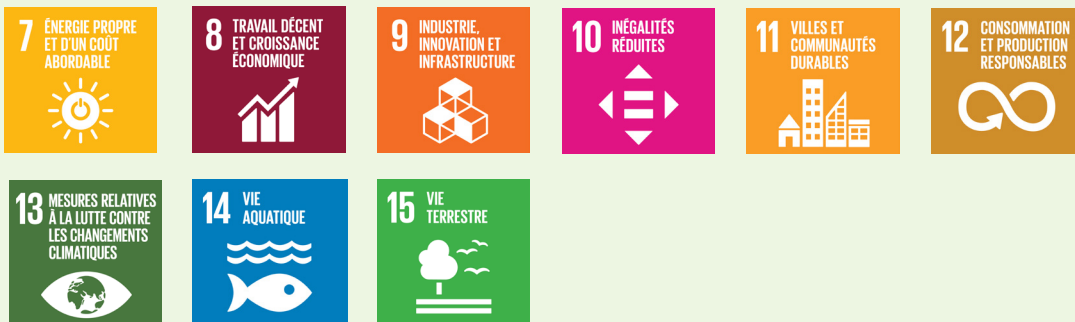 7 ÉNERGIE PROPRE
ET D'UN COÛT
ABORDABLE
8 TRAVAIL DÉCENT
ET CROISSANCE
ÉCONOMIQUE
9 INDUSTRIE,
INNOVATION ET
INFRASTRUCTURE
10 INÉGALITÉS
RÉDUITES
11 VILLES ET
COMMUNAUTÉS
DURABLES
12 CONSOMMATION
ET PRODUCTION
RESPONSABLES
13 MESURES RELATIVES
À LA LUTTE CONTRE
LES CHANGEMENTS
CLIMATIQUES
14 VIE
AQUATIQUE
15 VIE
TERRESTRE